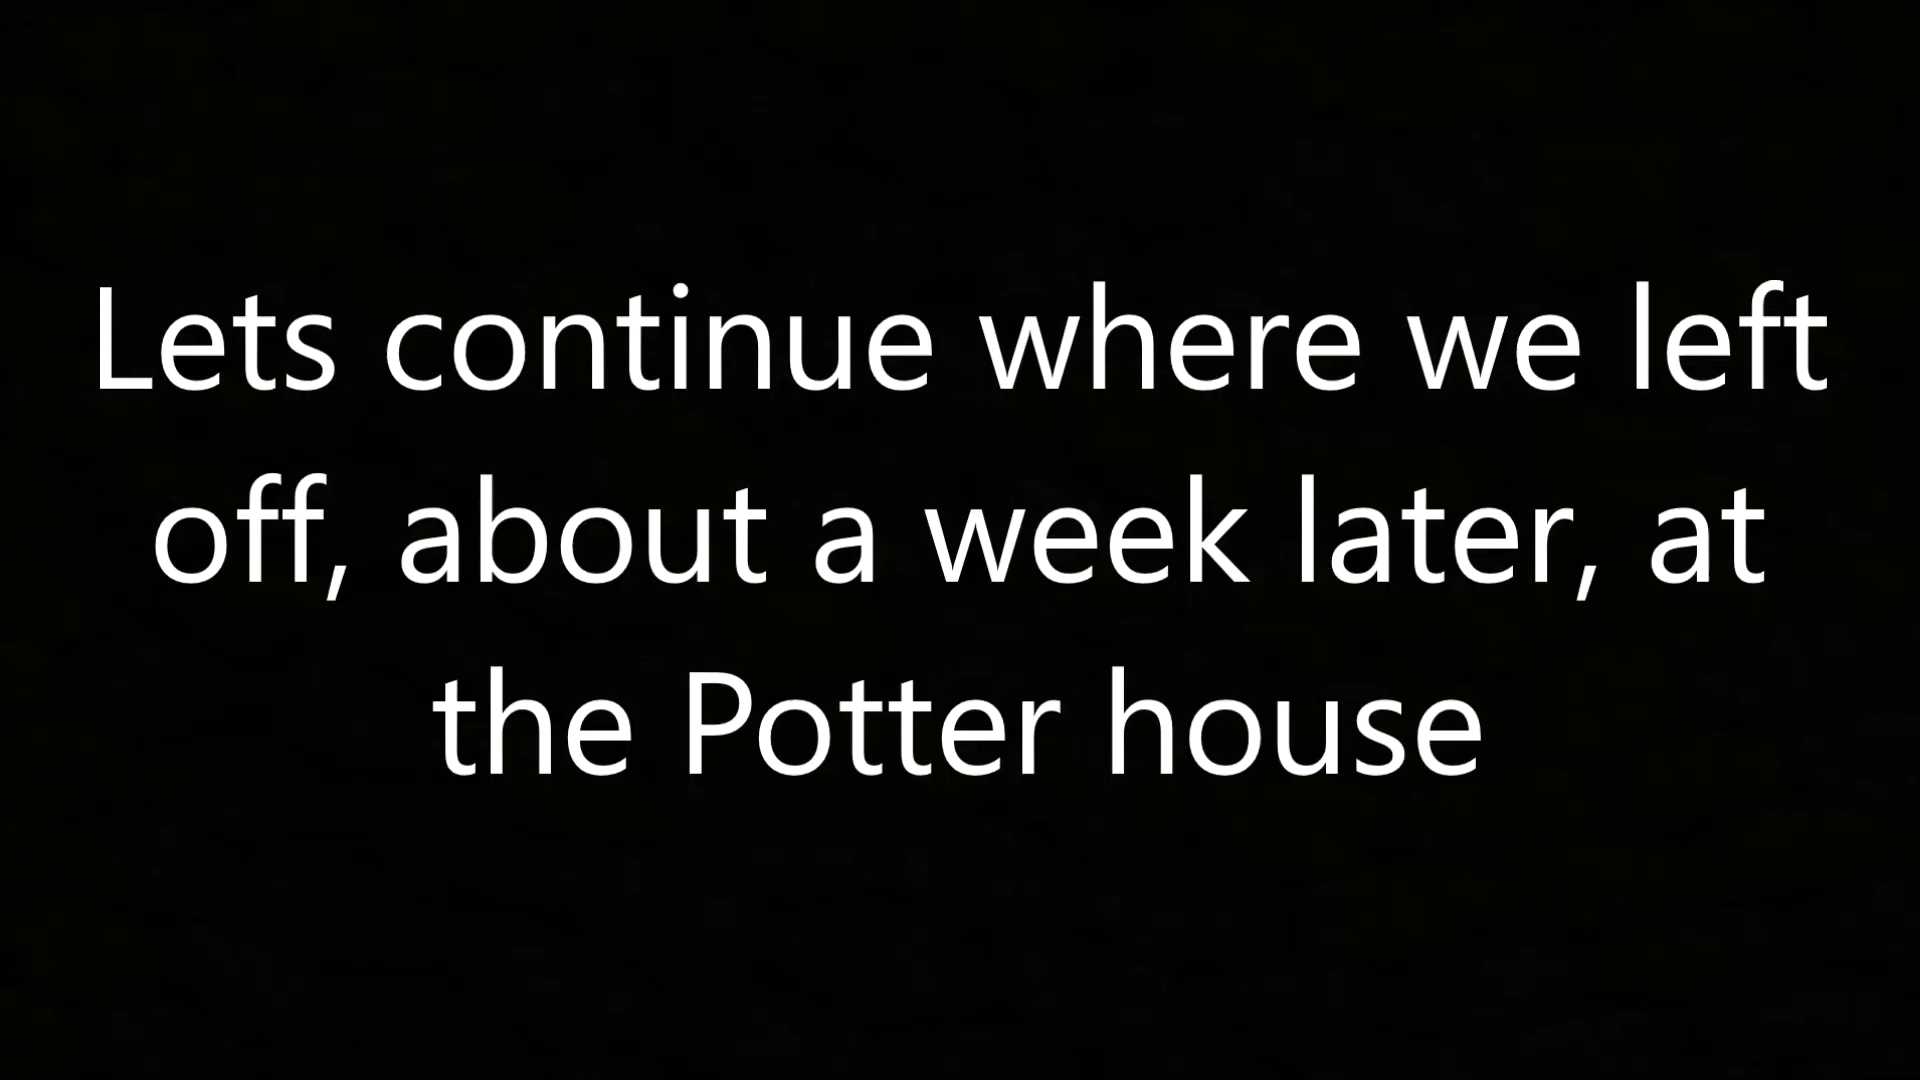 Lets continue where we left
off, about a week later, at
the Potter house